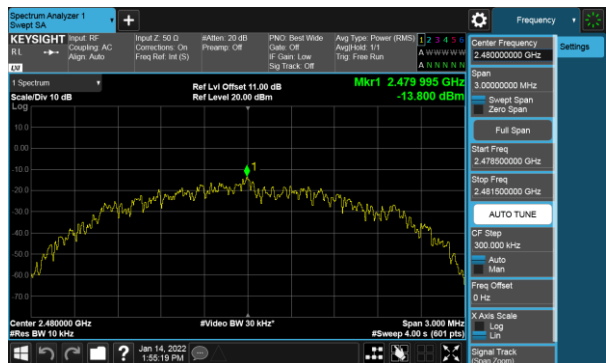 Spectrum Analyzer 1
Swept SA
Frequency
KEYSIGHT
RL
Input: RF
Coupling: AC
Align: Auto
Input Z: 50 Ω
Corrections: On
Freq Ref: Int (S)
#Atten: 20 dB
Preamp: Off
PNO: Best Wide
Gate: Off
IF Gain: Low
Sig Track: Off
Avg Type: Power (RMS)
Avg|Hold: 1/1
Trig: Free Run
1 2 3 4 5 6
A W W W W W
A N N N N N
1 Spectrum
Scale/Div 10 dB
Log
Ref Lvl Offset 11.00 dB
Ref Level 20.00 dBm
Mkr1 2.479 995 GHz
-13.800 dBm
10.0
0.00
-10.0
-20.0
-30.0
-40.0
-50.0
-60.0
-70.0
1
Center 2.480000 GHz
#Res BW 10 kHz
#Video BW 30 kHz*
Span 3.000 MHz
#Sweep 4.00 s (601 pts)
Jan 14, 2022
1:55:19 PM
Center Frequency
2.480000000 GHz
Settings
Span
3.00000000 MHz
Swept Span
Zero Span
Full Span
Start Freq
2.478500000 GHz
Stop Freq
2.481500000 GHz
AUTO TUNE
CF Step
300.000 kHz
Auto
Man
Freq Offset
0 Hz
X Axis Scale
Log
Lin
Signal Track
(Span Zoom)